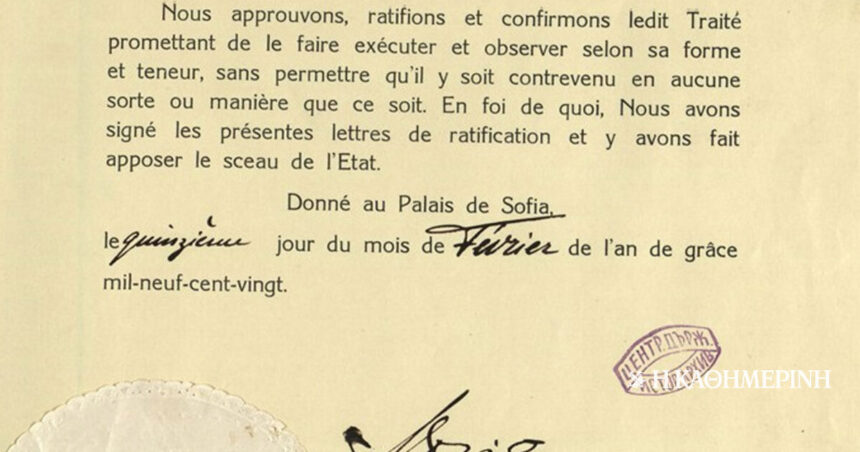 Nous approuvons, ratifions et confirmons ledit Traité
promettant de le faire exécuter et observer selon sa forme
et teneur, sans permettre qu'il y soit contrevenu en aucune
sorte ou manière que ce soit. En foi de quoi, Nous avons
signé les présentes lettres de ratification et y avons fait
apposer le sceau de l'Etat.
Donné au Palais de Sofia,
le quinzième jour du mois de Février de l'an de grâce
mil-neuf-cent-vingt.
ЦЕНТР. ДЪРЖ.
Η ΚΑΘΗΜΕΡΙΝΗ